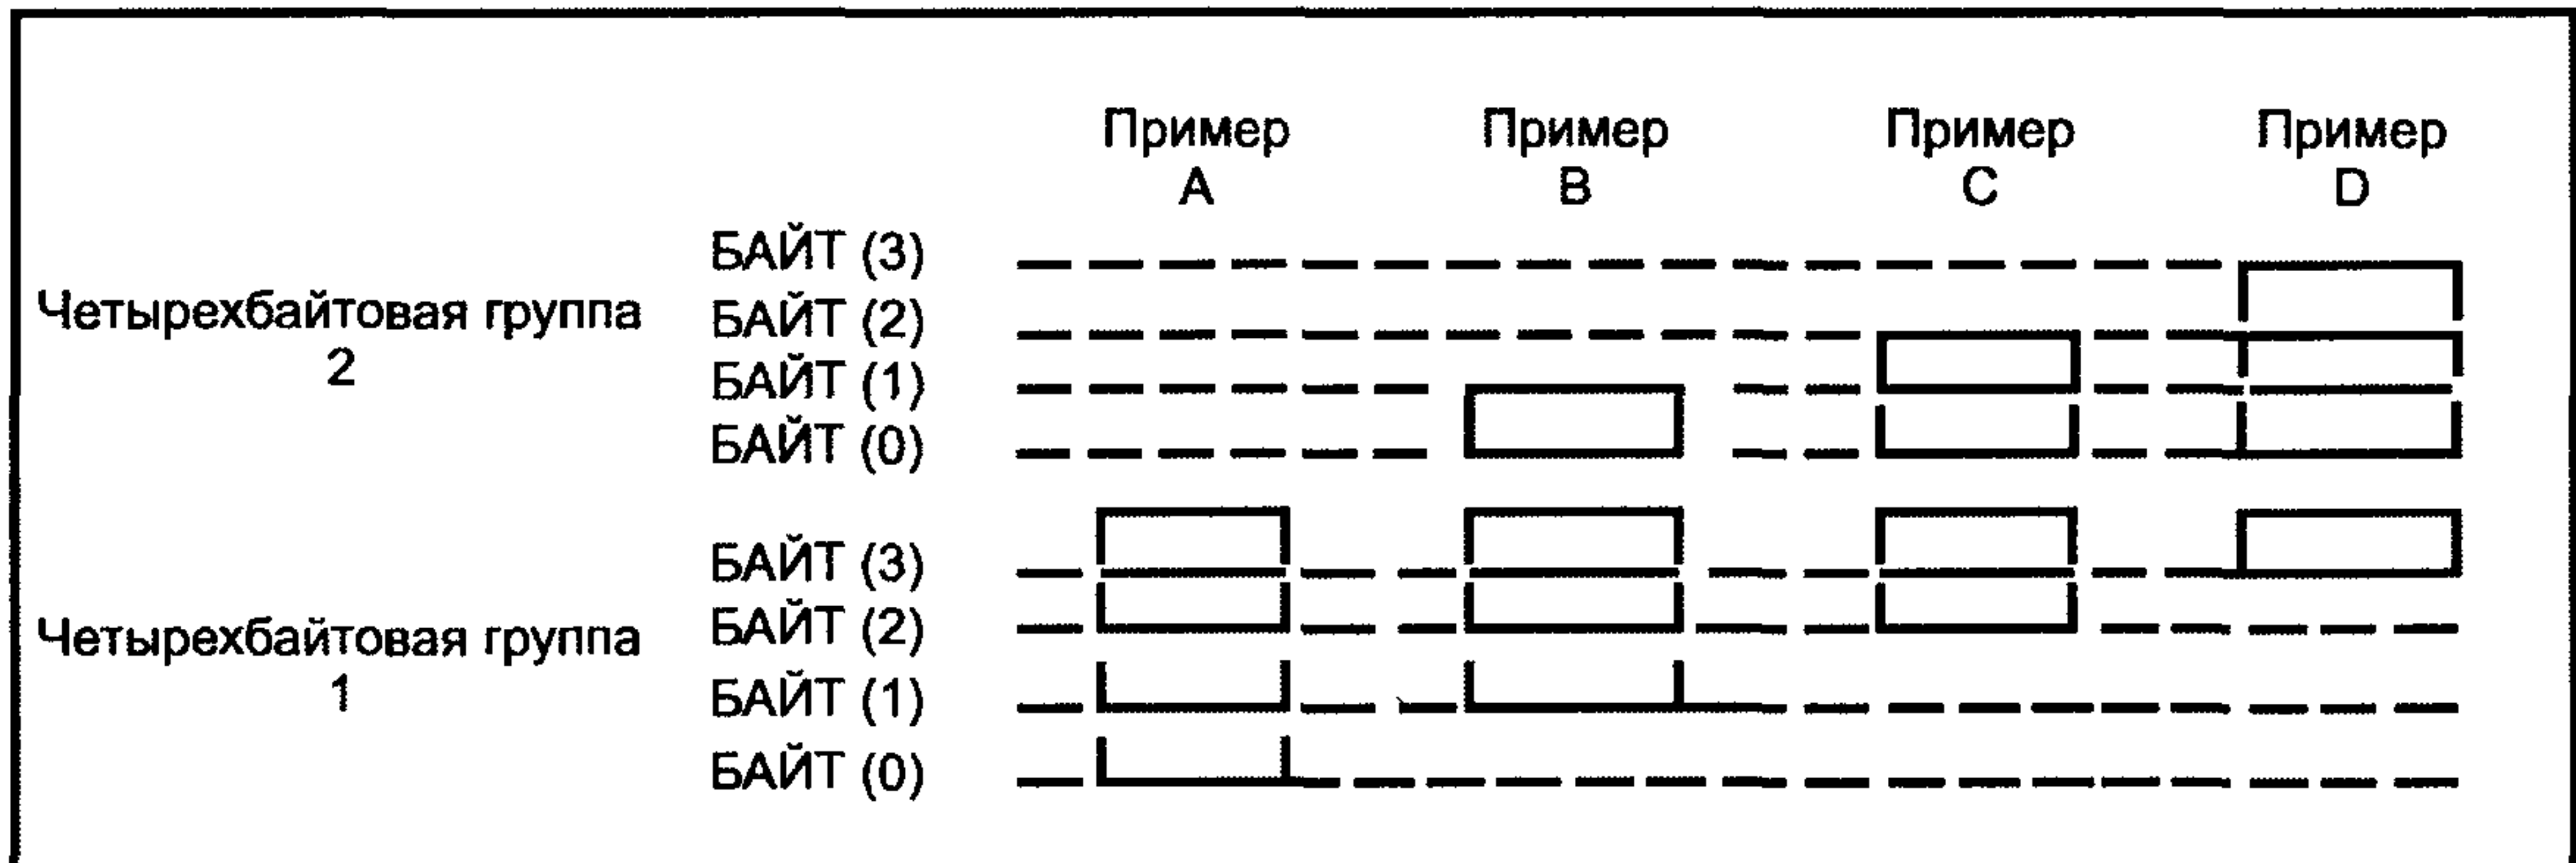 Пример Пример Пример Пример
A B C D
БАЙТ (3)
Четырехбайтовая группа БАЙТ (2)
2 БАЙТ (1)
БАЙТ (0)
БАЙТ (3)
Четырехбайтовая группа БАЙТ (2)
1 БАЙТ (1)
БАЙТ (0)